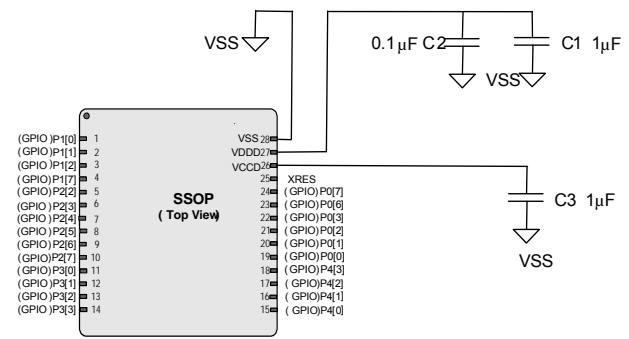 VSS
0.1µF C2
VSS
C1 1µF
(GPIO )P1[0] 1
(GPIO )P1[1] 2
(GPIO )P1[2] 3
(GPIO )P1[7] 4
(GPIO )P2[2] 5
(GPIO )P2[3] 6
(GPIO )P2[4] 7
(GPIO )P2[5] 8
(GPIO )P2[6] 9
(GPIO)P2[7] 10
(GPIO )P3[0] 11
(GPIO )P3[1] 12
(GPIO )P3[2] 13
(GPIO )P3[3] 14
SSOP
( Top View)
VSS 28
VDDD27
VCCD26
25 XRES
24 (GPIO) P0[7]
23 (GPIO) P0[6]
22 (GPIO) P0[3]
21 (GPIO) P0[2]
20 (GPIO) P0[1]
19 (GPIO) P0[0]
18 (GPIO)P4[3]
17 (GPIO)P4[2]
16 (GPIO)P4[1]
15 ( GPIO)P4[0]
C3 1µF
VSS